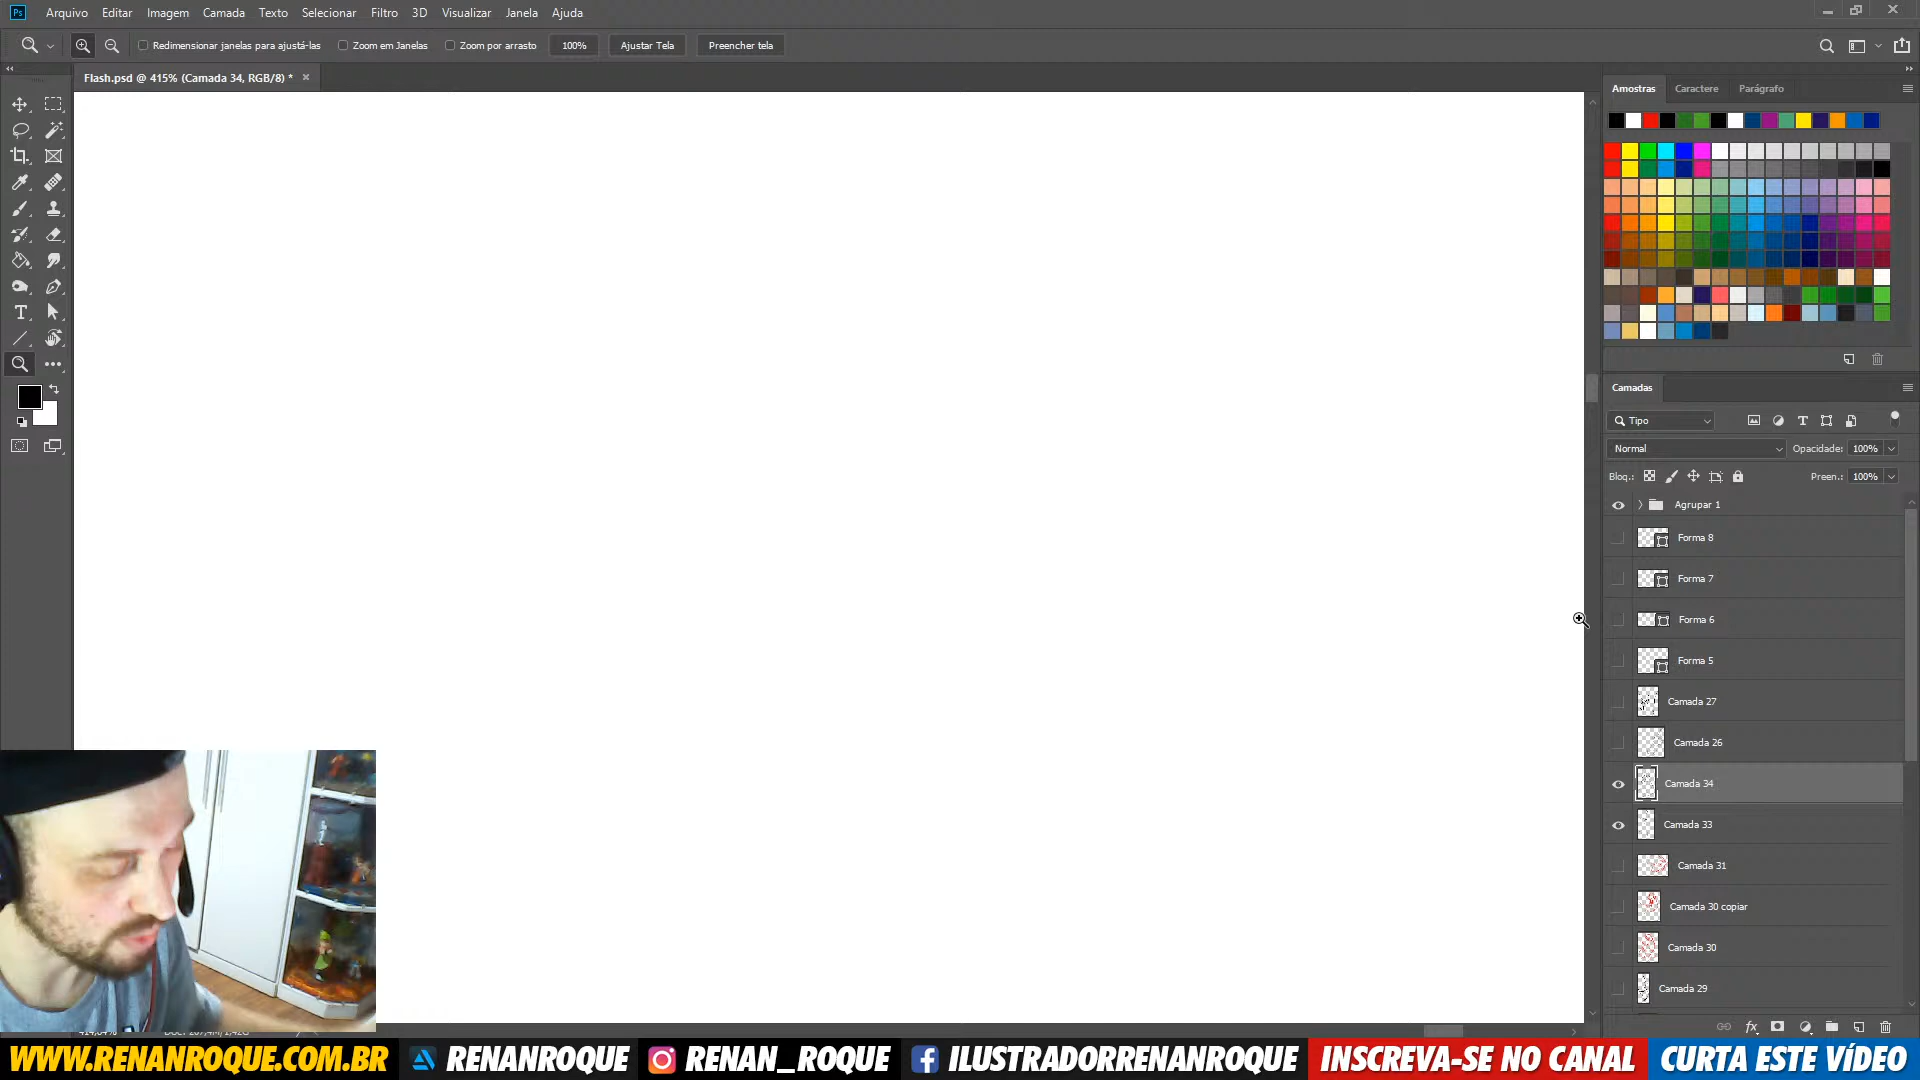 Ps Arquivo Editar Imagem Camada Texto Selecionar Filtro 3D Visualizar Janela Ajuda
Redimensionar janelas para ajustá-las Zoom em Janelas Zoom por arrasto 100% Ajustar Tela Preencher tela
Flash.psd @ 415% (Camada 34, RGB/8) *
Amostras Caractere Parágrafo
Camadas
Tipo
Normal Opacidade: 100%
Bloq.: Preen.: 100%
Agrupar 1
Forma 8
Forma 7
Forma 6
Forma 5
Camada 27
Camada 26
Camada 34
Camada 33
Camada 31
Camada 30 copiar
Camada 30
Camada 29
WWW.RENANROQUE.COM.BR RENANROQUE RENAN_ROQUE ILUSTRADORRENANROQUE INSCREVA-SE NO CANAL CURTA ESTE VÍDEO